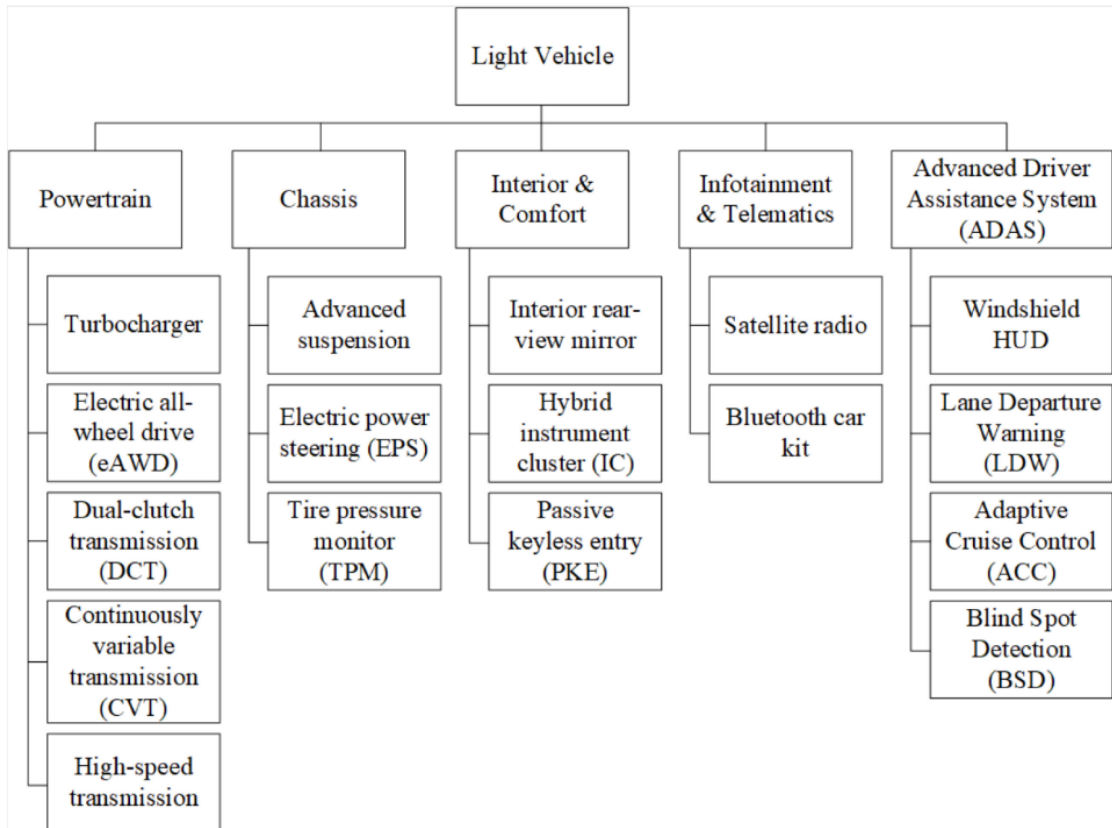 Light Vehicle
Powertrain
Chassis
Interior &
Comfort
Infotainment
& Telematics
Advanced Driver
Assistance System
(ADAS)
Turbocharger
Electric all-
wheel drive
(eAWD)
Dual-clutch
transmission
(DCT)
Continuously
variable
transmission
(CVT)
High-speed
transmission
Advanced
suspension
Electric power
steering (EPS)
Tire pressure
monitor
(TPM)
Interior rear-
view mirror
Hybrid
instrument
cluster (IC)
Passive
keyless entry
(PKE)
Satellite radio
Bluetooth car
kit
Windshield
HUD
Lane Departure
Warning
(LDW)
Adaptive
Cruise Control
(ACC)
Blind Spot
Detection
(BSD)